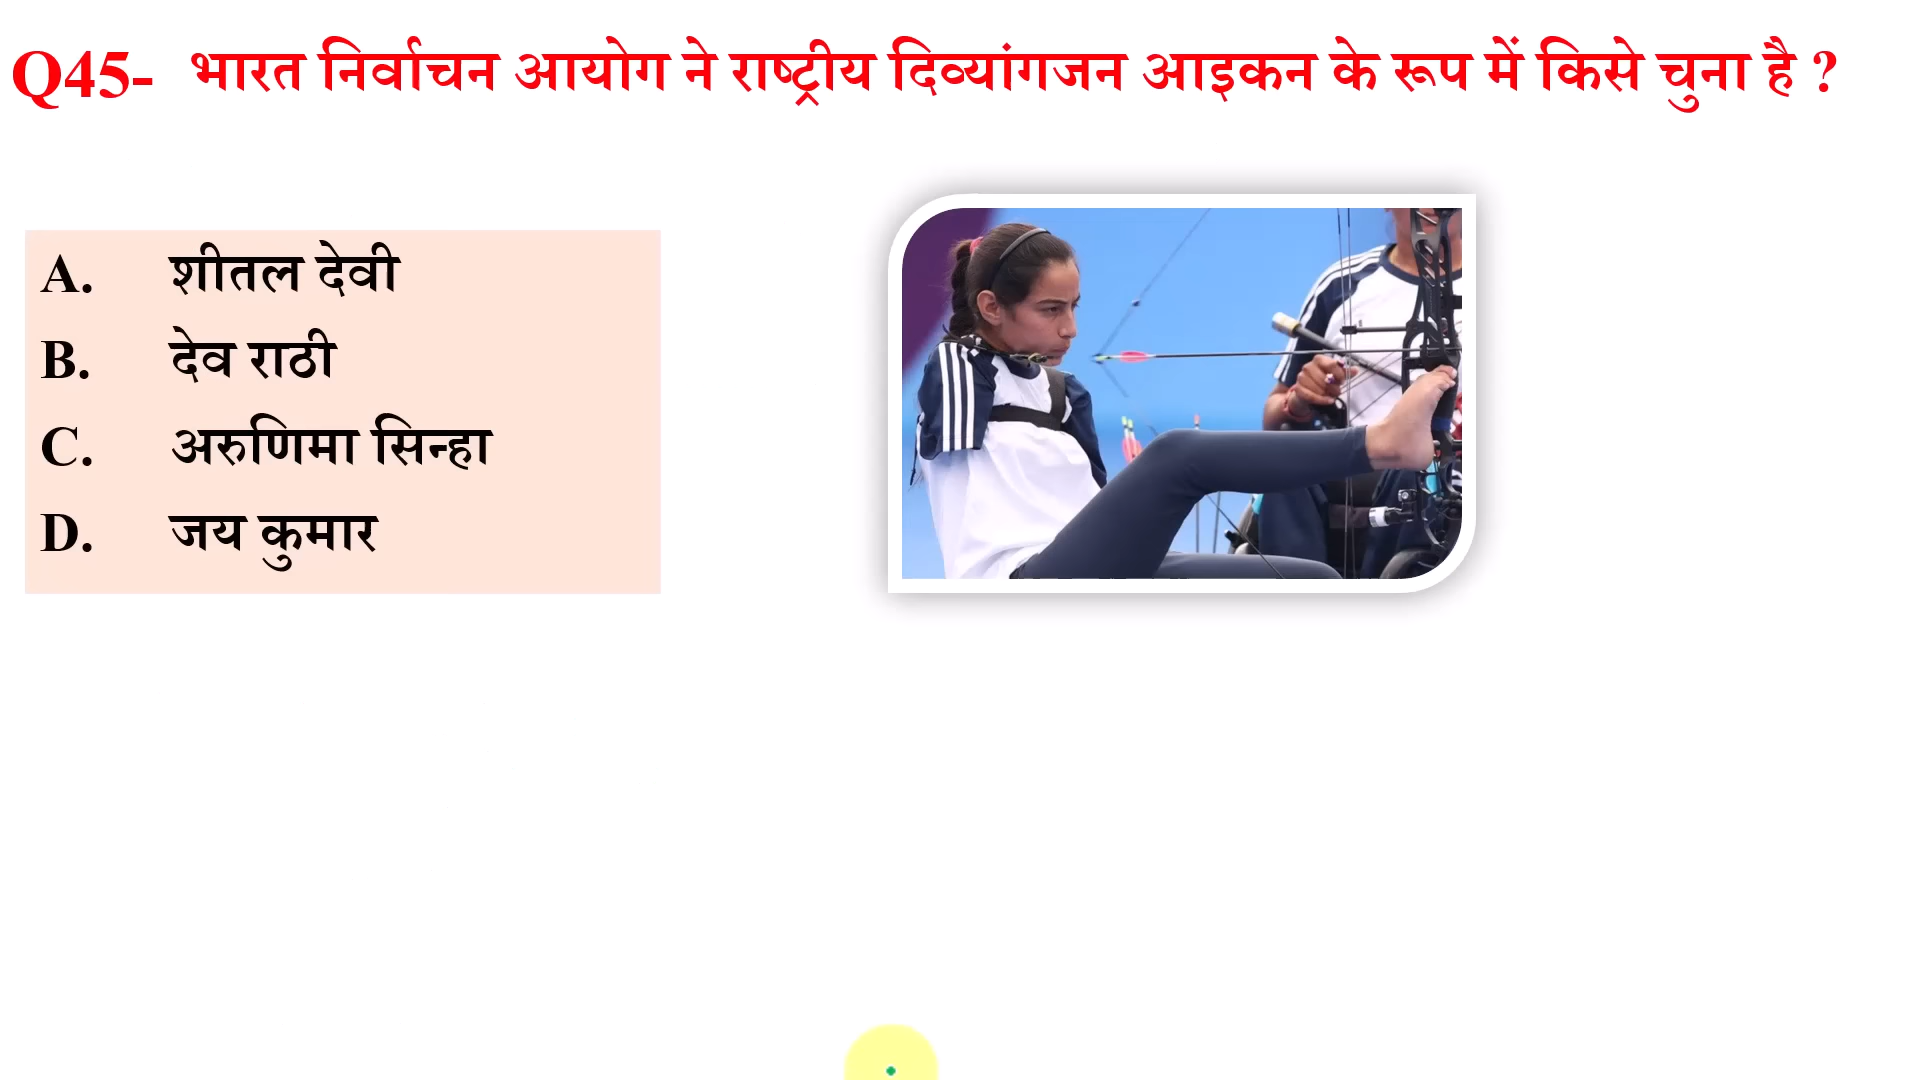 Q45- भारत निर्वाचन आयोग ने राष्ट्रीय दिव्यांगजन आइकन के रूप में किसे चुना है ?
A. शीतल देवी
B. देव राठी
C. अरुणिमा सिन्हा
D. जय कुमार